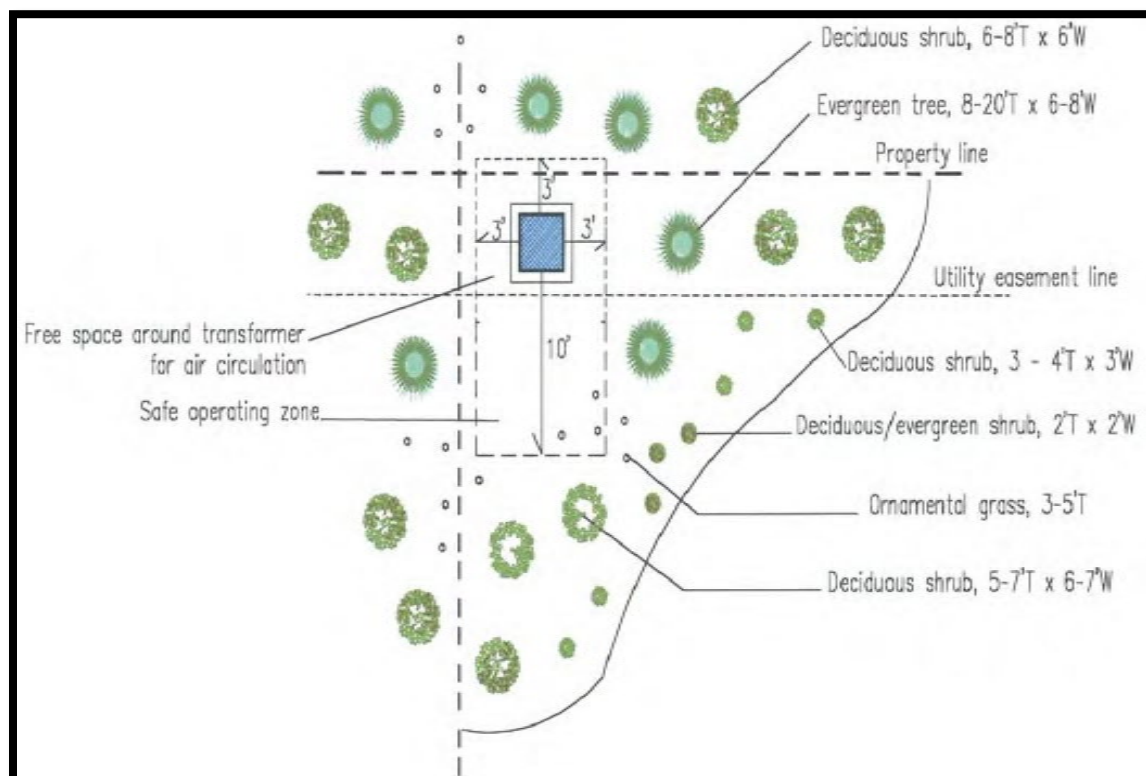 Deciduous shrub, 6-8'T x 6'W
Evergreen tree, 8-20'T x 6-8'W
Property line
3'
3'
3'
Utility easement line
Free space around transformer
for air circulation
10'
Deciduous shrub, 3 - 4'T x 3'W
Safe operating zone
Deciduous/evergreen shrub, 2'T x 2'W
Ornamental grass, 3-5'T
Deciduous shrub, 5-7'T x 6-7'W